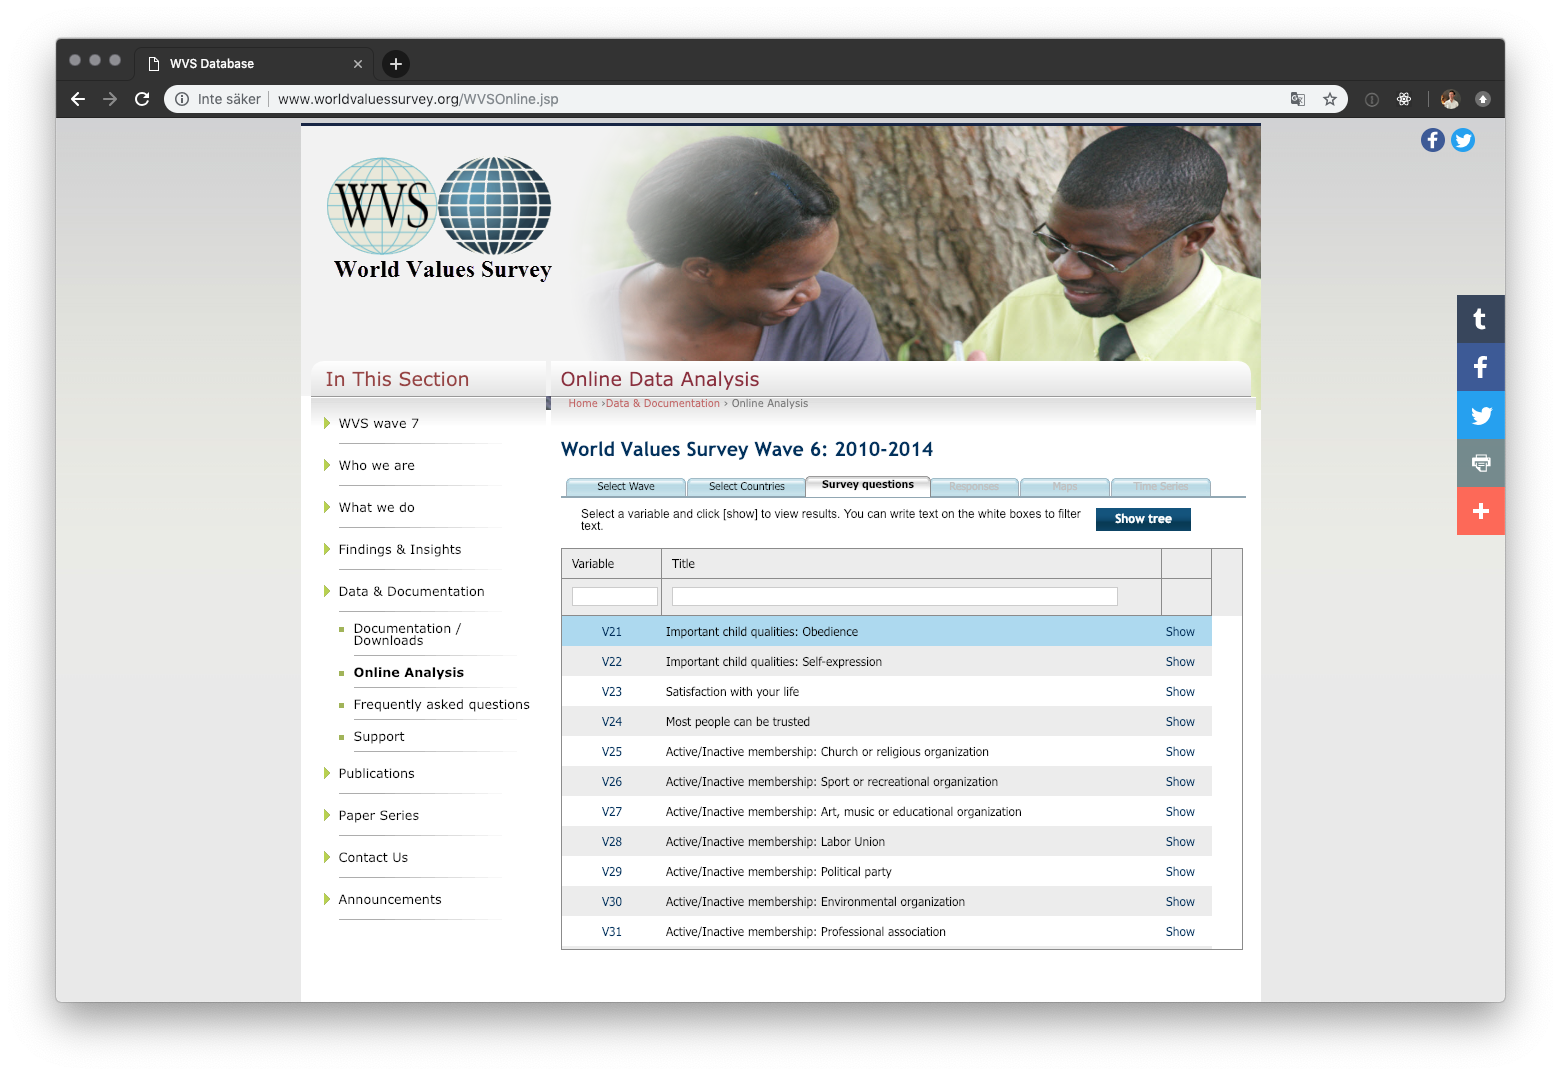 WVS Database
Inte säker
www.worldvaluessurvey.org/WVSOnline.jsp
WVS
World Values Survey
In This Section
Online Data Analysis
Home ›Data & Documentation › Online Analysis
WVS wave 7
Who we are
What we do
Findings & Insights
Data & Documentation
Documentation /
Downloads
Online Analysis
Frequently asked questions
Support
Publications
Paper Series
Contact Us
Announcements
World Values Survey Wave 6: 2010-2014
Select Wave Select Countries Survey questions Responses Maps Time Series
Select a variable and click [show] to view results. You can write text on the white boxes to filter
text.
Show tree
Variable Title
V21 Important child qualities: Obedience Show
V22 Important child qualities: Self-expression Show
V23 Satisfaction with your life Show
V24 Most people can be trusted Show
V25 Active/Inactive membership: Church or religious organization Show
V26 Active/Inactive membership: Sport or recreational organization Show
V27 Active/Inactive membership: Art, music or educational organization Show
V28 Active/Inactive membership: Labor Union Show
V29 Active/Inactive membership: Political party Show
V30 Active/Inactive membership: Environmental organization Show
V31 Active/Inactive membership: Professional association Show